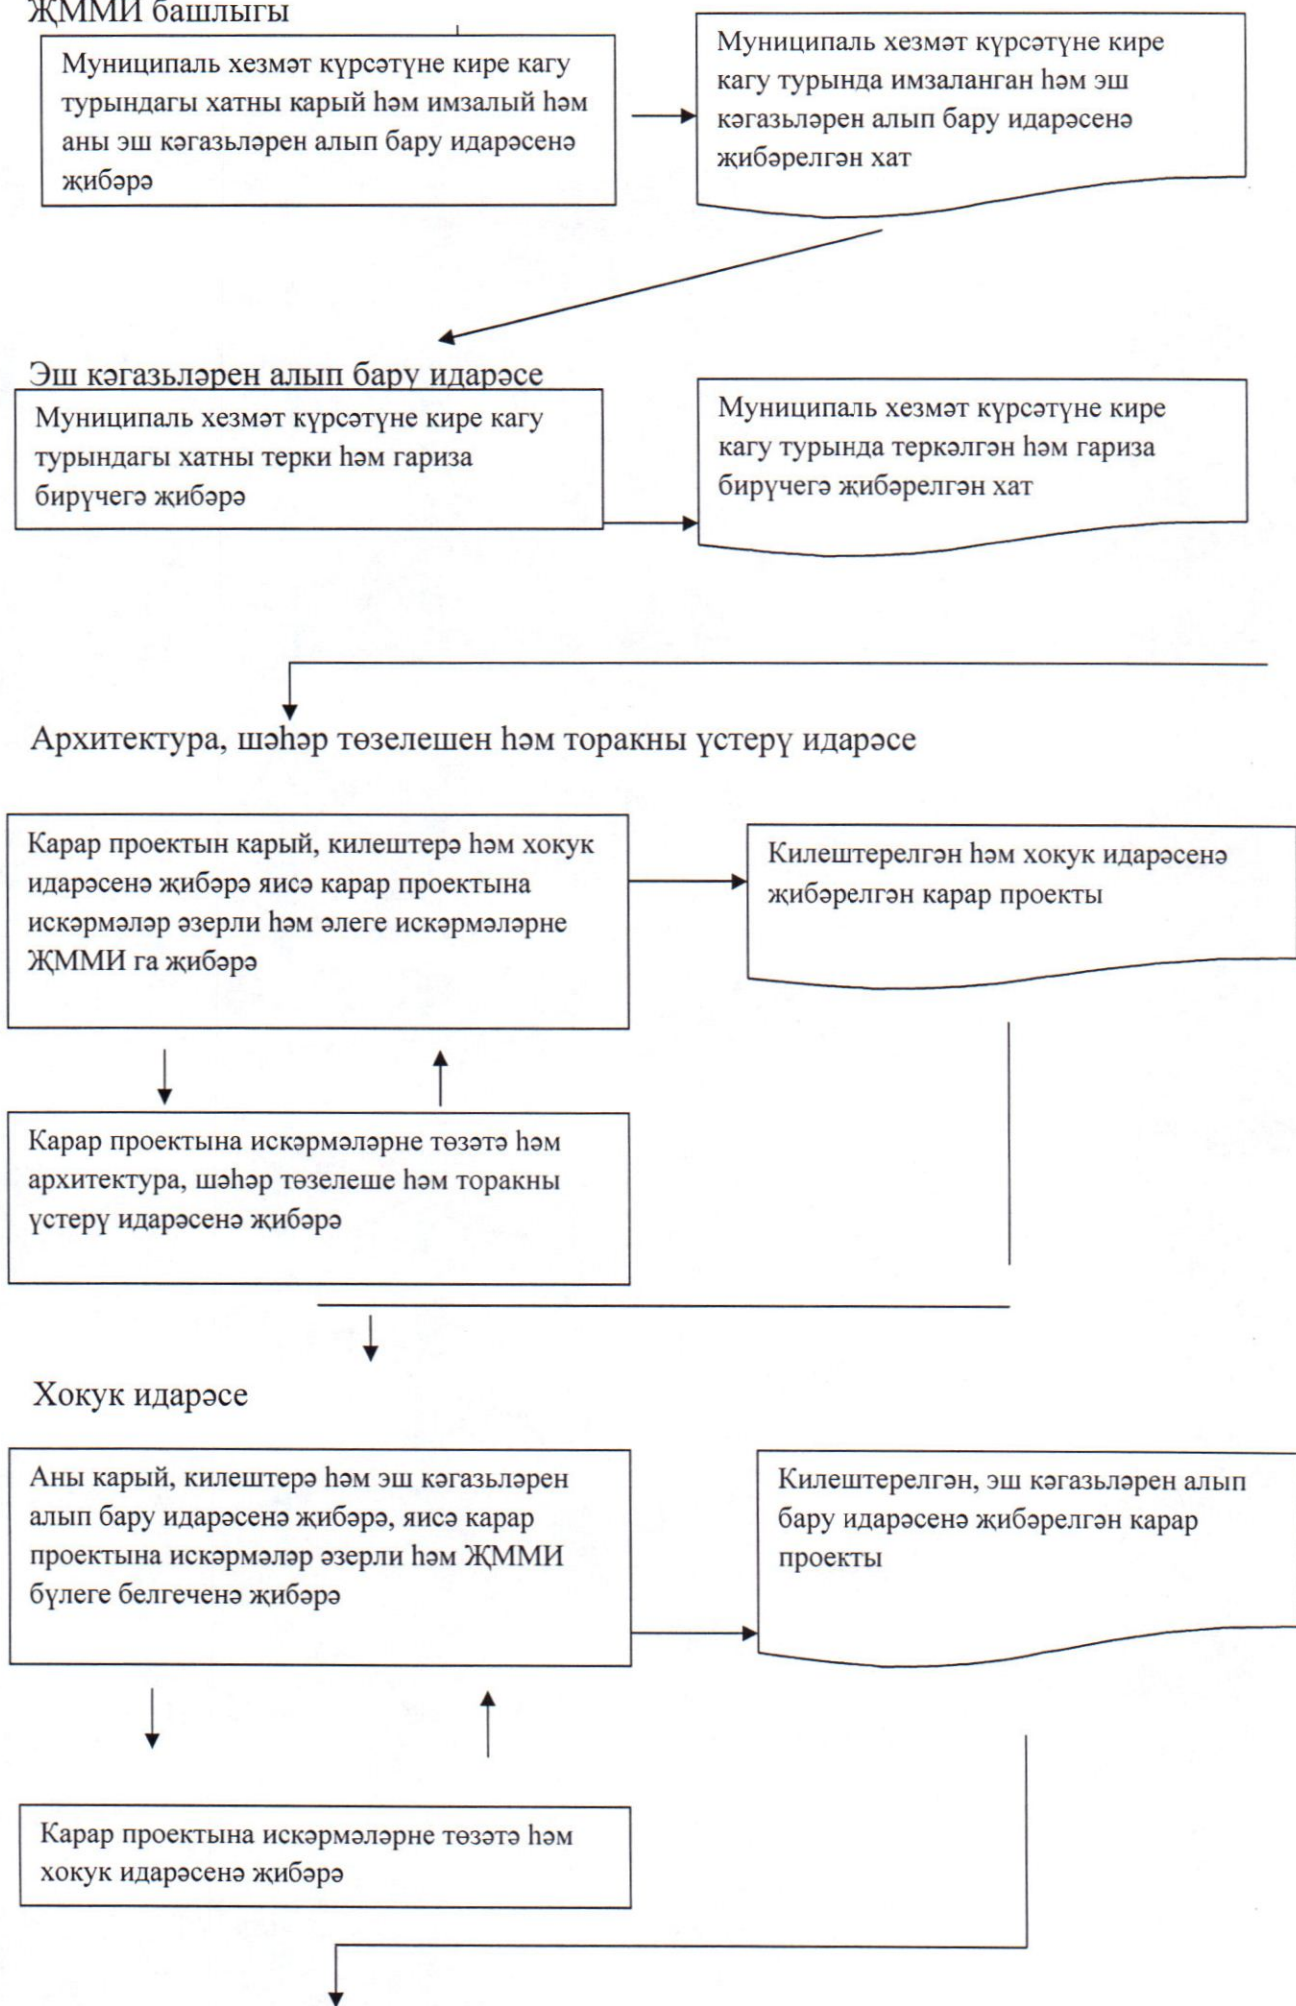 ҖММИ башлыгы
Муниципаль хезмәт күрсәтүне кире кагу
турындагы хатны карый һәм имзалый һәм
аны эш кәгазьләрен алып бару идарәсенә
җибәрә
Муниципаль хезмәт күрсәтүне кире
кагу турында имзаланган һәм эш
кәгазьләрен алып бару идарәсенә
җибәрелгән хат
Эш кәгазьләрен алып бару идарәсе
Муниципаль хезмәт күрсәтүне кире кагу
турындагы хатны терки һәм гариза
бирүчегә җибәрә
Муниципаль хезмәт күрсәтүне кире
кагу турында теркәлгән һәм гариза
бирүчегә җибәрелгән хат
Архитектура, шәһәр төзелешен һәм торакны үстерү идарәсе
Карар проектын карый, килештерә һәм хокук
идарәсенә җибәрә яисә карар проектына
искәрмәләр әзерли һәм әлеге искәрмәләрне
ҖММИ га җибәрә
Килештерелгән һәм хокук идарәсенә
җибәрелгән карар проекты
Карар проектына искәрмәләрне төзәтә һәм
архитектура, шәһәр төзелеше һәм торакны
үстерү идарәсенә җибәрә
Хокук идарәсе
Аны карый, килештерә һәм эш кәгазьләрен
алып бару идарәсенә җибәрә, яисә карар
проектына искәрмәләр әзерли һәм ҖММИ
бүлеге белгеченә җибәрә
Килештерелгән, эш кәгазьләрен алып
бару идарәсенә җибәрелгән карар
проекты
Карар проектына искәрмәләрне төзәтә һәм
хокук идарәсенә җибәрә